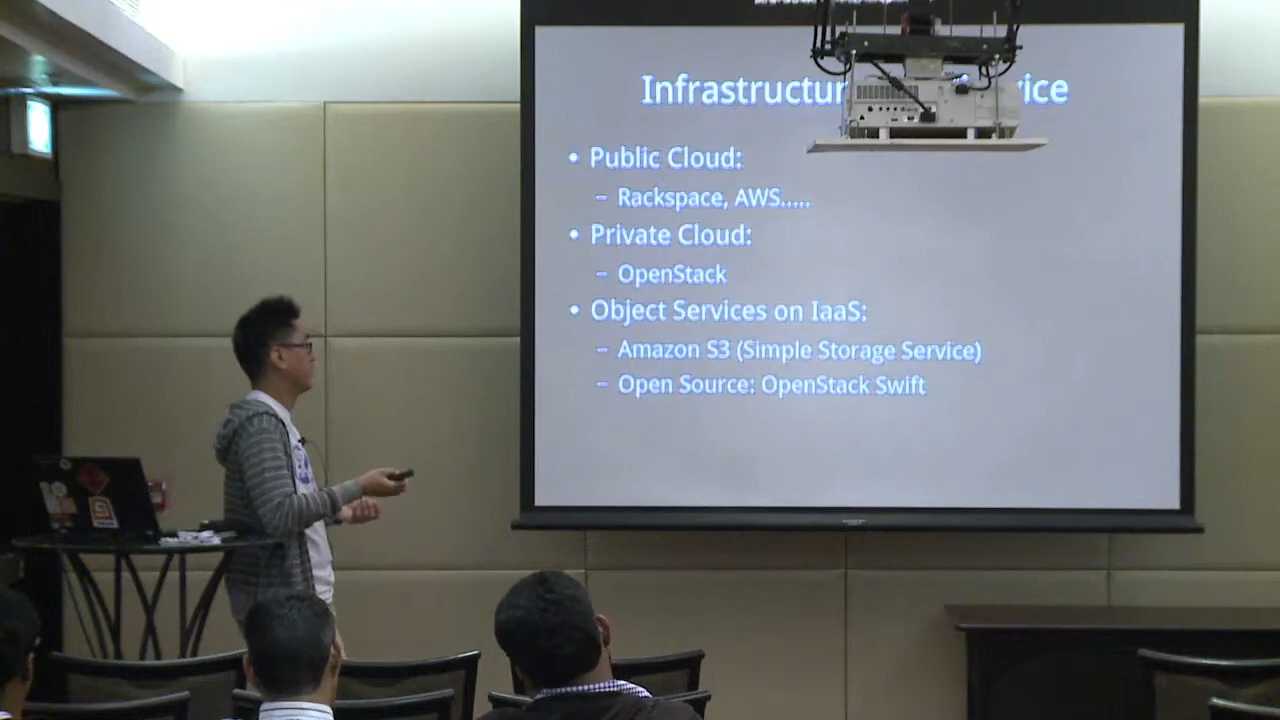 Infrastructur
vice
• Public Cloud:
– Rackspace, AWS.....
• Private Cloud:
– OpenStack
• Object Services on IaaS:
– Amazon S3 (Simple Storage Service)
– Open Source: OpenStack Swift